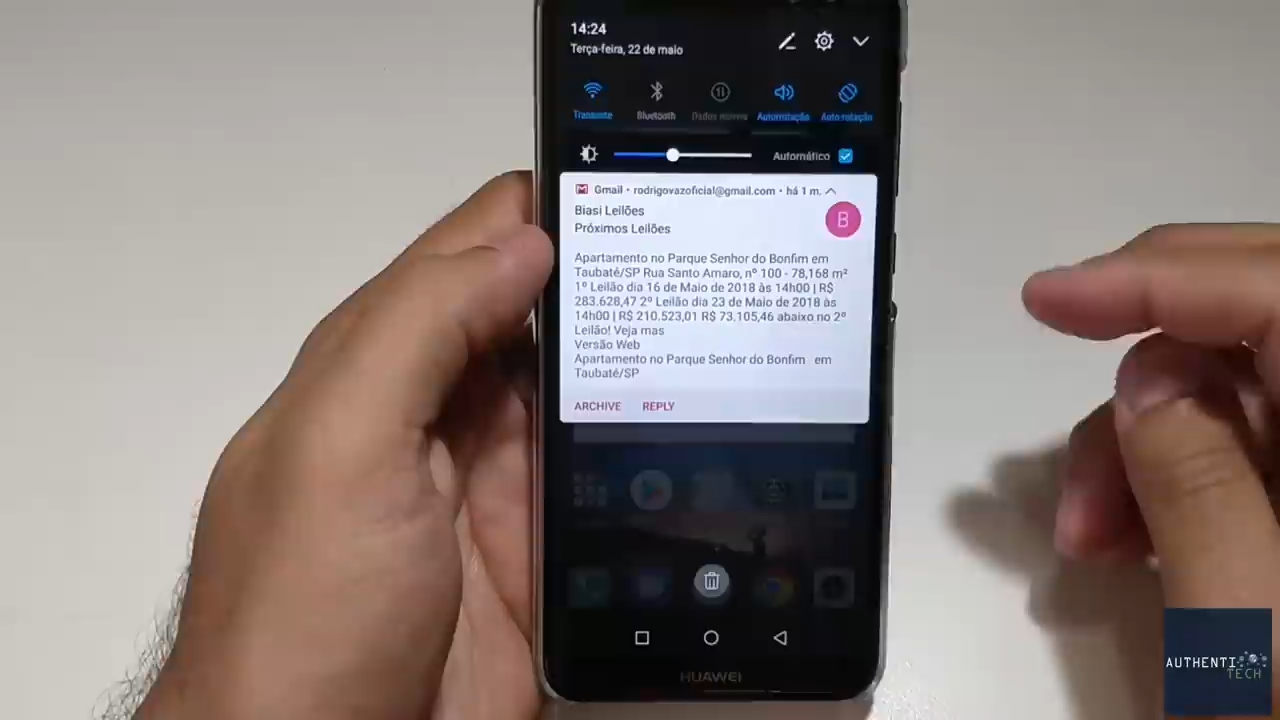 14:24
Terça-feira, 22 de maio
Bluetooth
Automático
Gmail • rodrigovazoficial@gmail.com • há 1 m.
Biasi Leilões
B
Próximos Leilões
Apartamento no Parque Senhor do Bonfim em
Taubaté/SP Rua Santo Amaro, nº 100 - 78,168 m²
1º Leilão dia 16 de Maio de 2018 às 14h00 | R$
283.628,47 2º Leilão dia 23 de Maio de 2018 às
14h00 | R$ 210.523,01 R$ 73.105,46 abaixo no 2º
Leilão! Veja mas
Versão Web
Apartamento no Parque Senhor do Bonfim em
Taubaté/SP
ARCHIVE REPLY
HUAWEI
AUTHENTI
TECH